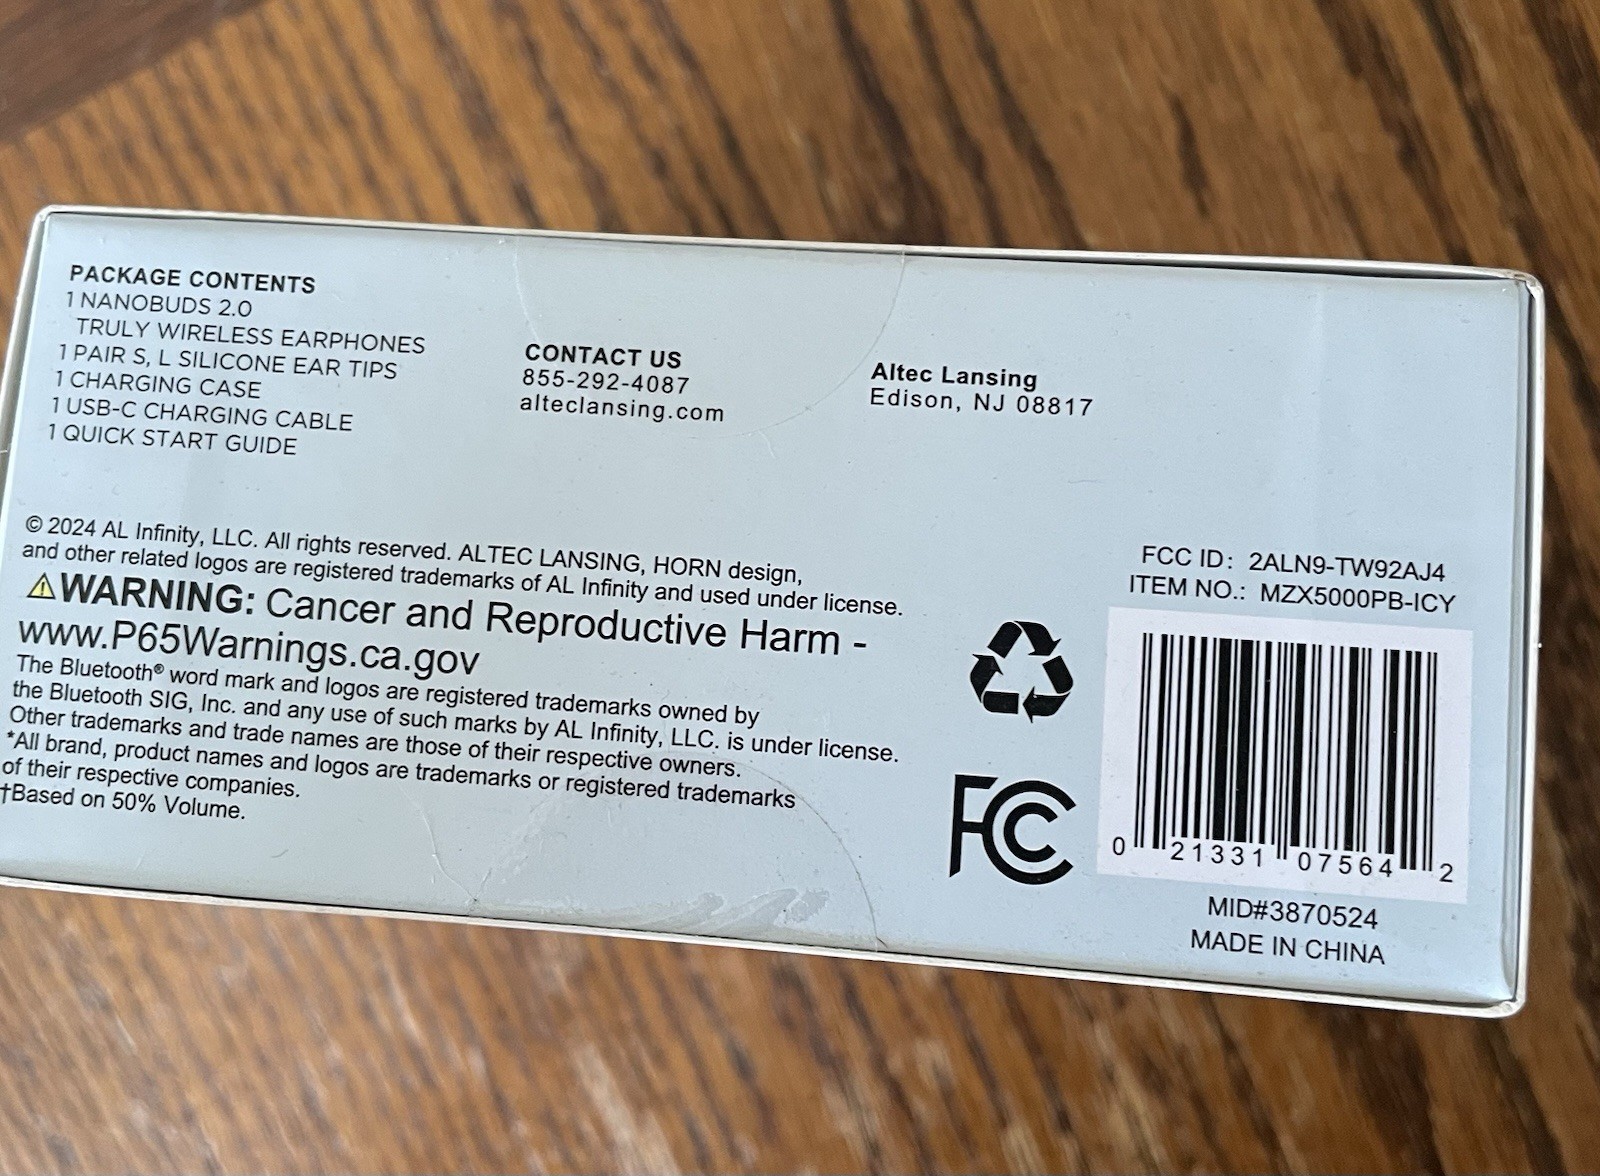 PACKAGE CONTENTS
1 NANOBUDS 2.0
TRULY WIRELESS EARPHONES
1 PAIR S, L SILICONE EAR TIPS
1 CHARGING CASE
1 USB-C CHARGING CABLE
1 QUICK START GUIDE
CONTACT US
855-292-4087
alteclansing.com
Altec Lansing
Edison, NJ 08817
© 2024 AL Infinity, LLC. All rights reserved. ALTEC LANSING, HORN design,
and other related logos are registered trademarks of AL Infinity and used under license.
⚠WARNING: Cancer and Reproductive Harm -
www.P65Warnings.ca.gov
The Bluetooth® word mark and logos are registered trademarks owned by
the Bluetooth SIG, Inc. and any use of such marks by AL Infinity, LLC. is under license.
Other trademarks and trade names are those of their respective owners.
*All brand, product names and logos are trademarks or registered trademarks
of their respective companies.
†Based on 50% Volume.
FCC ID: 2ALN9-TW92AJ4
ITEM NO.: MZX5000PB-ICY
FC
0 21331 07564 2
MID#3870524
MADE IN CHINA